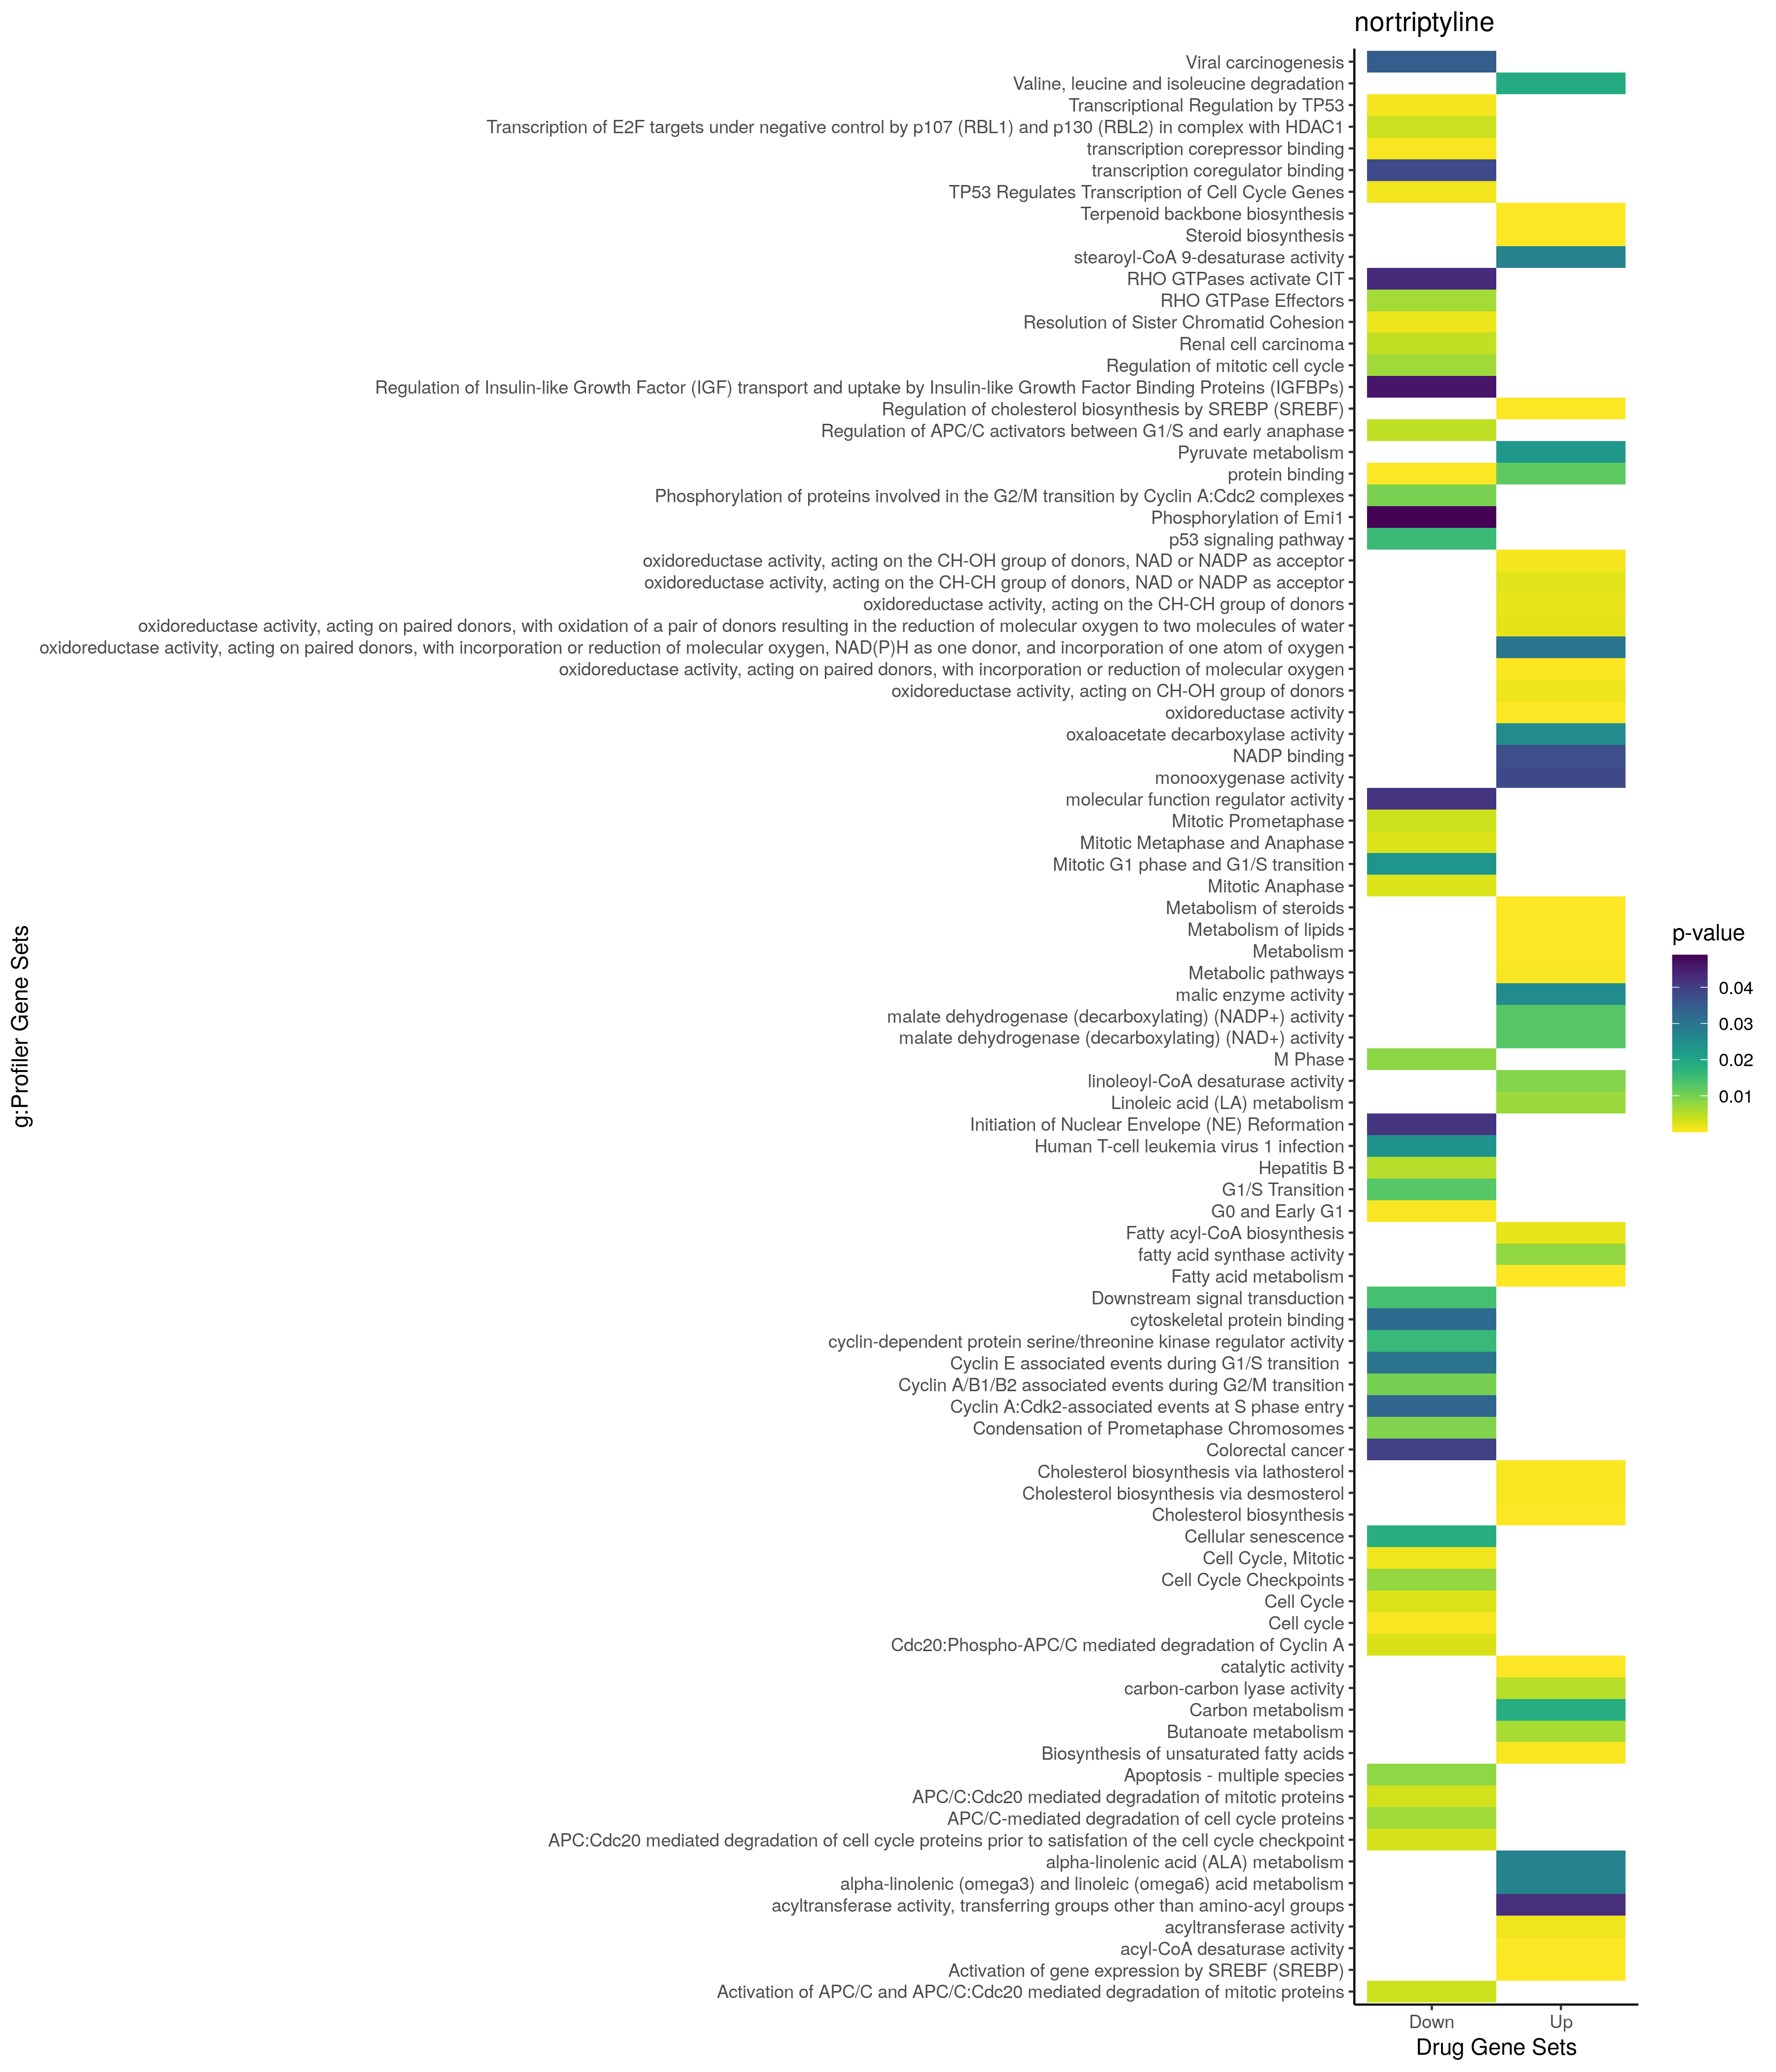 nortriptyline
Viral carcinogenesis
Valine, leucine and isoleucine degradation
Transcriptional Regulation by TP53
Transcription of E2F targets under negative control by p107 (RBL1) and p130 (RBL2) in complex with HDAC1
transcription corepressor binding
transcription coregulator binding
TP53 Regulates Transcription of Cell Cycle Genes
Terpenoid backbone biosynthesis
Steroid biosynthesis
stearoyl-CoA 9-desaturase activity
RHO GTPases activate CIT
RHO GTPase Effectors
Resolution of Sister Chromatid Cohesion
Renal cell carcinoma
Regulation of mitotic cell cycle
Regulation of Insulin-like Growth Factor (IGF) transport and uptake by Insulin-like Growth Factor Binding Proteins (IGFBPs)
Regulation of cholesterol biosynthesis by SREBP (SREBF)
Regulation of APC/C activators between G1/S and early anaphase
Pyruvate metabolism
protein binding
Phosphorylation of proteins involved in the G2/M transition by Cyclin A:Cdc2 complexes
Phosphorylation of Emi1
p53 signaling pathway
oxidoreductase activity, acting on the CH-OH group of donors, NAD or NADP as acceptor
oxidoreductase activity, acting on the CH-CH group of donors, NAD or NADP as acceptor
oxidoreductase activity, acting on the CH-CH group of donors
oxidoreductase activity, acting on paired donors, with oxidation of a pair of donors resulting in the reduction of molecular oxygen to two molecules of water
oxidoreductase activity, acting on paired donors, with incorporation or reduction of molecular oxygen, NAD(P)H as one donor, and incorporation of one atom of oxygen
oxidoreductase activity, acting on paired donors, with incorporation or reduction of molecular oxygen
oxidoreductase activity, acting on CH-OH group of donors
oxidoreductase activity
oxaloacetate decarboxylase activity
NADP binding
monooxygenase activity
molecular function regulator activity
Mitotic Prometaphase
Mitotic Metaphase and Anaphase
Mitotic G1 phase and G1/S transition
Mitotic Anaphase
Metabolism of steroids
Metabolism of lipids
Metabolism
Metabolic pathways
malic enzyme activity
malate dehydrogenase (decarboxylating) (NADP+) activity
malate dehydrogenase (decarboxylating) (NAD+) activity
M Phase
linoleoyl-CoA desaturase activity
Linoleic acid (LA) metabolism
Initiation of Nuclear Envelope (NE) Reformation
Human T-cell leukemia virus 1 infection
Hepatitis B
G1/S Transition
G0 and Early G1
Fatty acyl-CoA biosynthesis
fatty acid synthase activity
Fatty acid metabolism
Downstream signal transduction
cytoskeletal protein binding
cyclin-dependent protein serine/threonine kinase regulator activity
Cyclin E associated events during G1/S transition
Cyclin A/B1/B2 associated events during G2/M transition
Cyclin A:Cdk2-associated events at S phase entry
Condensation of Prometaphase Chromosomes
Colorectal cancer
Cholesterol biosynthesis via lathosterol
Cholesterol biosynthesis via desmosterol
Cholesterol biosynthesis
Cellular senescence
Cell Cycle, Mitotic
Cell Cycle Checkpoints
Cell Cycle
Cell cycle
Cdc20:Phospho-APC/C mediated degradation of Cyclin A
catalytic activity
carbon-carbon lyase activity
Carbon metabolism
Butanoate metabolism
Biosynthesis of unsaturated fatty acids
Apoptosis - multiple species
APC/C:Cdc20 mediated degradation of mitotic proteins
APC/C-mediated degradation of cell cycle proteins
APC:Cdc20 mediated degradation of cell cycle proteins prior to satisfation of the cell cycle checkpoint
alpha-linolenic acid (ALA) metabolism
alpha-linolenic (omega3) and linoleic (omega6) acid metabolism
acyltransferase activity, transferring groups other than amino-acyl groups
acyltransferase activity
acyl-CoA desaturase activity
Activation of gene expression by SREBF (SREBP)
Activation of APC/C and APC/C:Cdc20 mediated degradation of mitotic proteins
g:Profiler Gene Sets
Down
Up
Drug Gene Sets
p-value
0.04
0.03
0.02
0.01